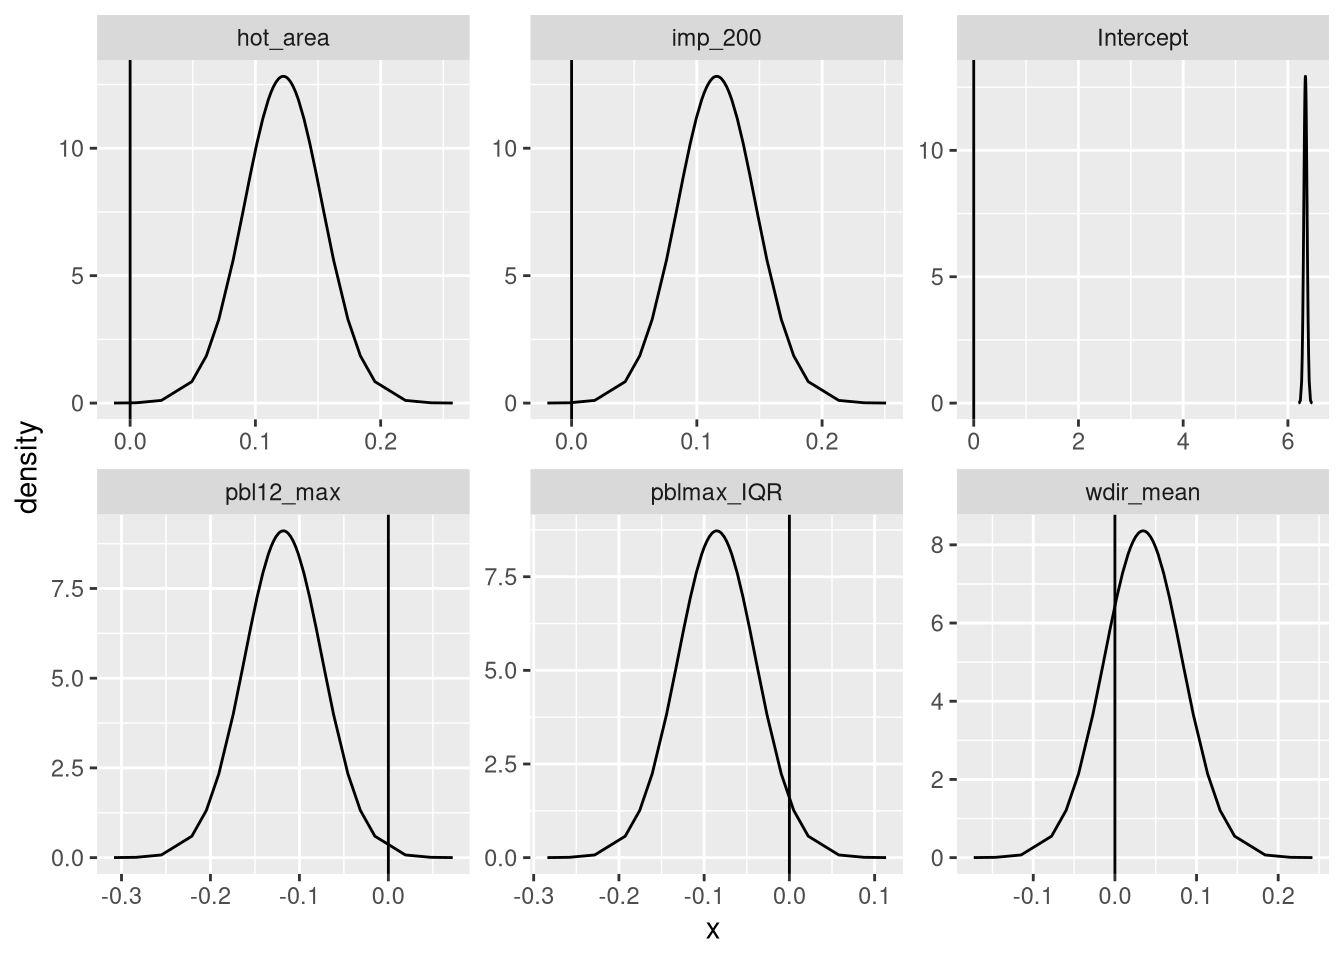 hot_area imp_200 Intercept
10 10 10
5 5 5
0 0 0
0.0 0.1 0.2 0.0 0.1 0.2 0 2 4 6
density
pbl12_max pblmax_IQR wdir_mean
7.5 7.5 8
5.0 5.0 6
2.5 2.5 4
0.0 0.0 2
0
-0.3 -0.2 -0.1 0.0 -0.3 -0.2 -0.1 0.0 0.1 -0.1 0.0 0.1 0.2
x